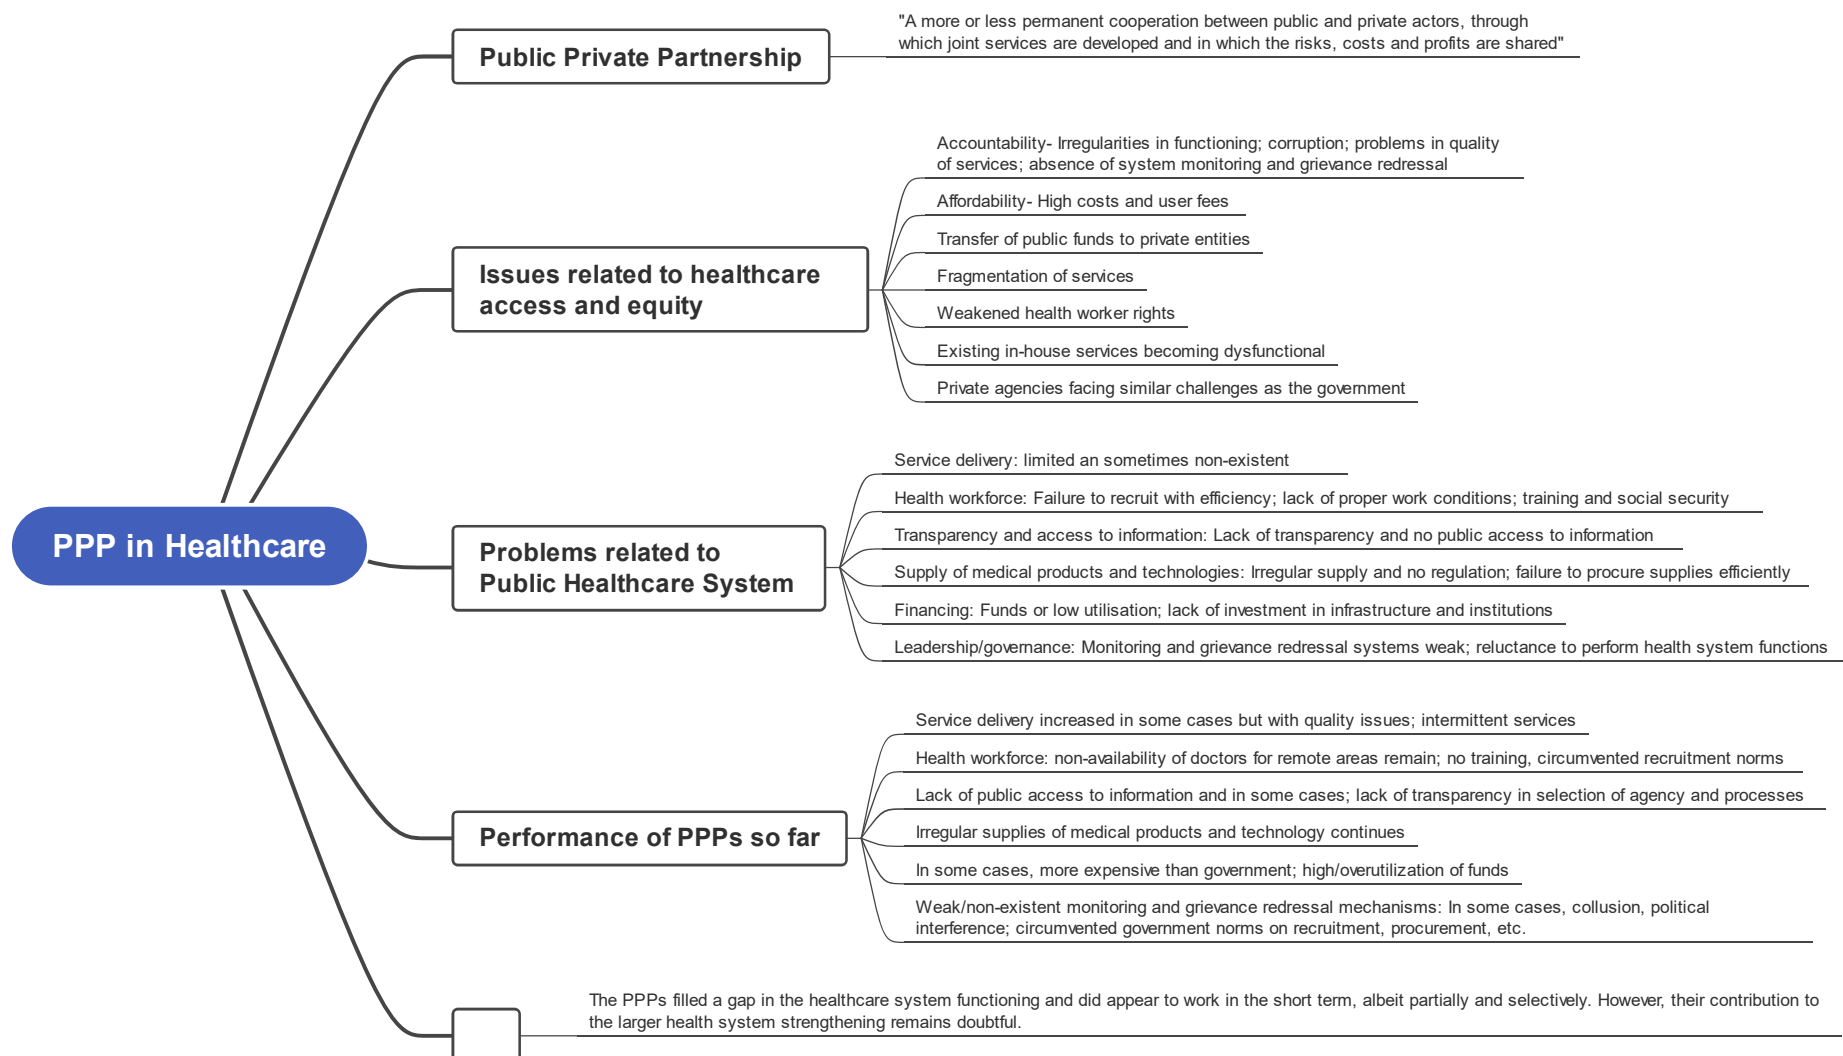 Public Private Partnership
"A more or less permanent cooperation between public and private actors, through
which joint services are developed and in which the risks, costs and profits are shared"
Issues related to healthcare
access and equity
Accountability- Irregularities in functioning; corruption; problems in quality
of services; absence of system monitoring and grievance redressal
Affordability- High costs and user fees
Transfer of public funds to private entities
Fragmentation of services
Weakened health worker rights
Existing in-house services becoming dysfunctional
Private agencies facing similar challenges as the government
PPP in Healthcare
Problems related to
Public Healthcare System
Service delivery: limited an sometimes non-existent
Health workforce: Failure to recruit with efficiency; lack of proper work conditions; training and social security
Transparency and access to information: Lack of transparency and no public access to information
Supply of medical products and technologies: Irregular supply and no regulation; failure to procure supplies efficiently
Financing: Funds or low utilisation; lack of investment in infrastructure and institutions
Leadership/governance: Monitoring and grievance redressal systems weak; reluctance to perform health system functions
Performance of PPPs so far
Service delivery increased in some cases but with quality issues; intermittent services
Health workforce: non-availability of doctors for remote areas remain; no training, circumvented recruitment norms
Lack of public access to information and in some cases; lack of transparency in selection of agency and processes
Irregular supplies of medical products and technology continues
In some cases, more expensive than government; high/overutilization of funds
Weak/non-existent monitoring and grievance redressal mechanisms: In some cases, collusion, political
interference; circumvented government norms on recruitment, procurement, etc.
The PPPs filled a gap in the healthcare system functioning and did appear to work in the short term, albeit partially and selectively. However, their contribution to
the larger health system strengthening remains doubtful.